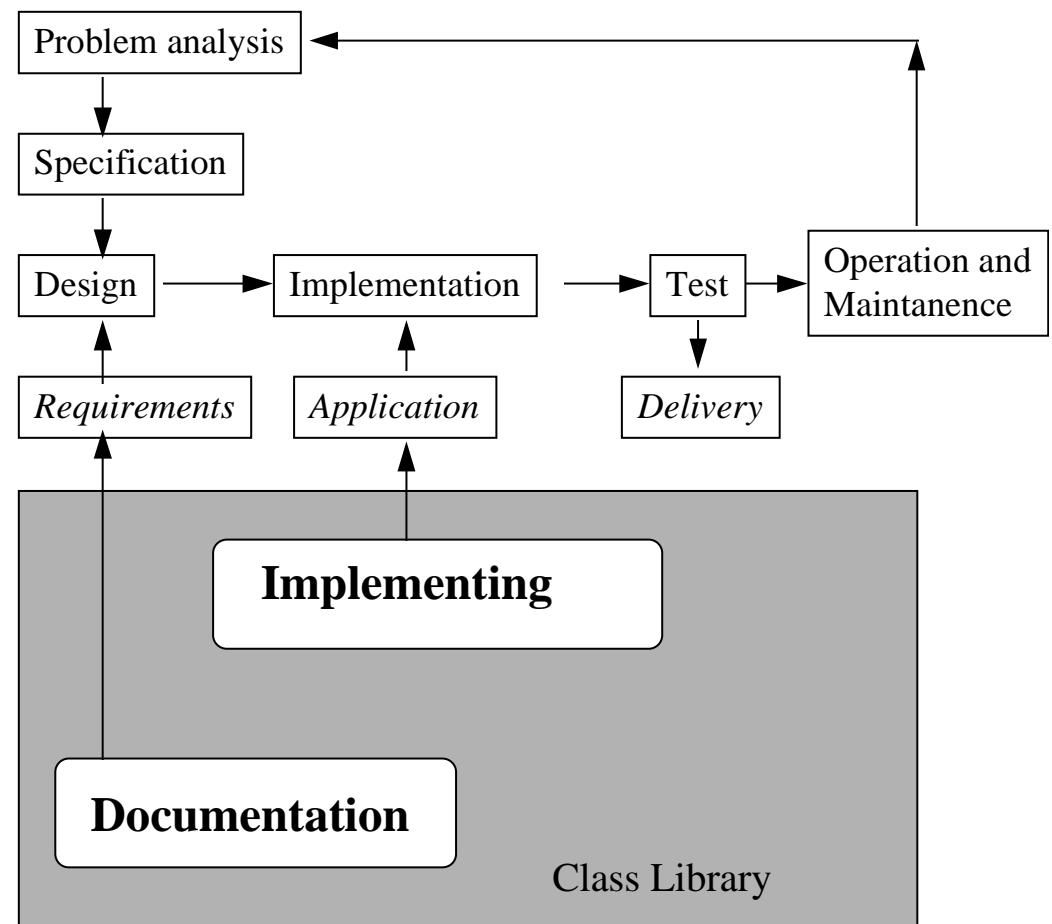 Problem analysis
Specification
Design
Implementation
Test
Operation and
Maintanence
Requirements
Application
Delivery
Implementing
Documentation
Class Library